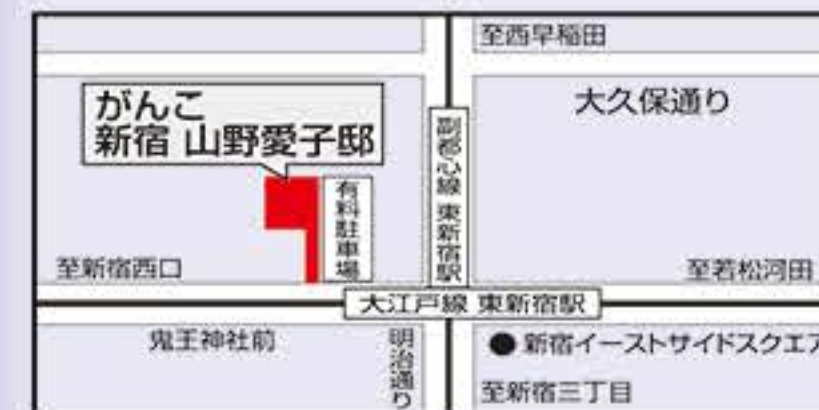 至西早稲田
大久保通り
がんこ
新宿 山野愛子邸
副都心線 東新宿駅
有料駐車場
至新宿西口
至若松河田
大江戸線 東新宿駅
鬼王神社前
明治通り
● 新宿イーストサイドスクエア
至新宿三丁目